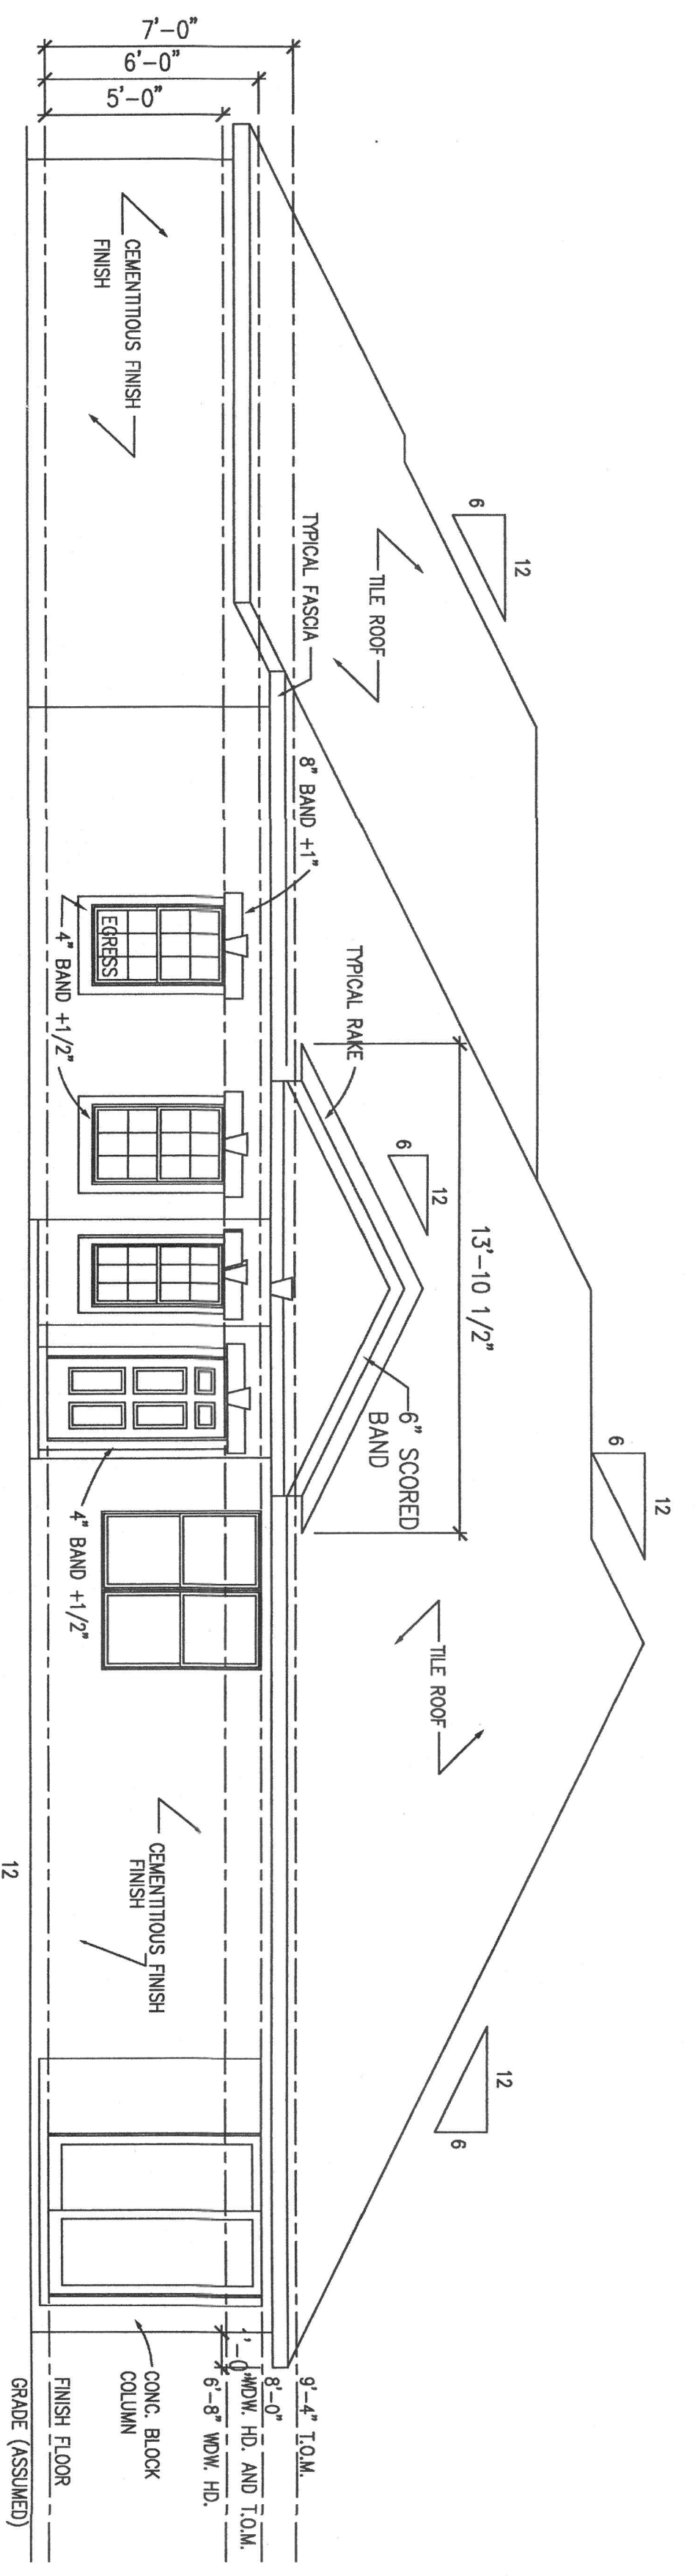 7'-0"
6'-0"
5'-0"
CEMENTITIOUS FINISH
FINISH
6
12
TILE ROOF
TYPICAL FASCIA
8" BAND +1"
EGRESS
4" BAND +1/2"
TYPICAL RAKE
6
12
13'-10 1/2"
6" SCORED
BAND
4" BAND +1/2"
6
12
TILE ROOF
CEMENTITIOUS FINISH
FINISH
12
12
6
CONC. BLOCK
COLUMN
9'-4" T.O.M.
8'-0"
WDW. HD. AND T.O.M.
1'-0"
6'-8" WDW. HD.
FINISH FLOOR
GRADE (ASSUMED)